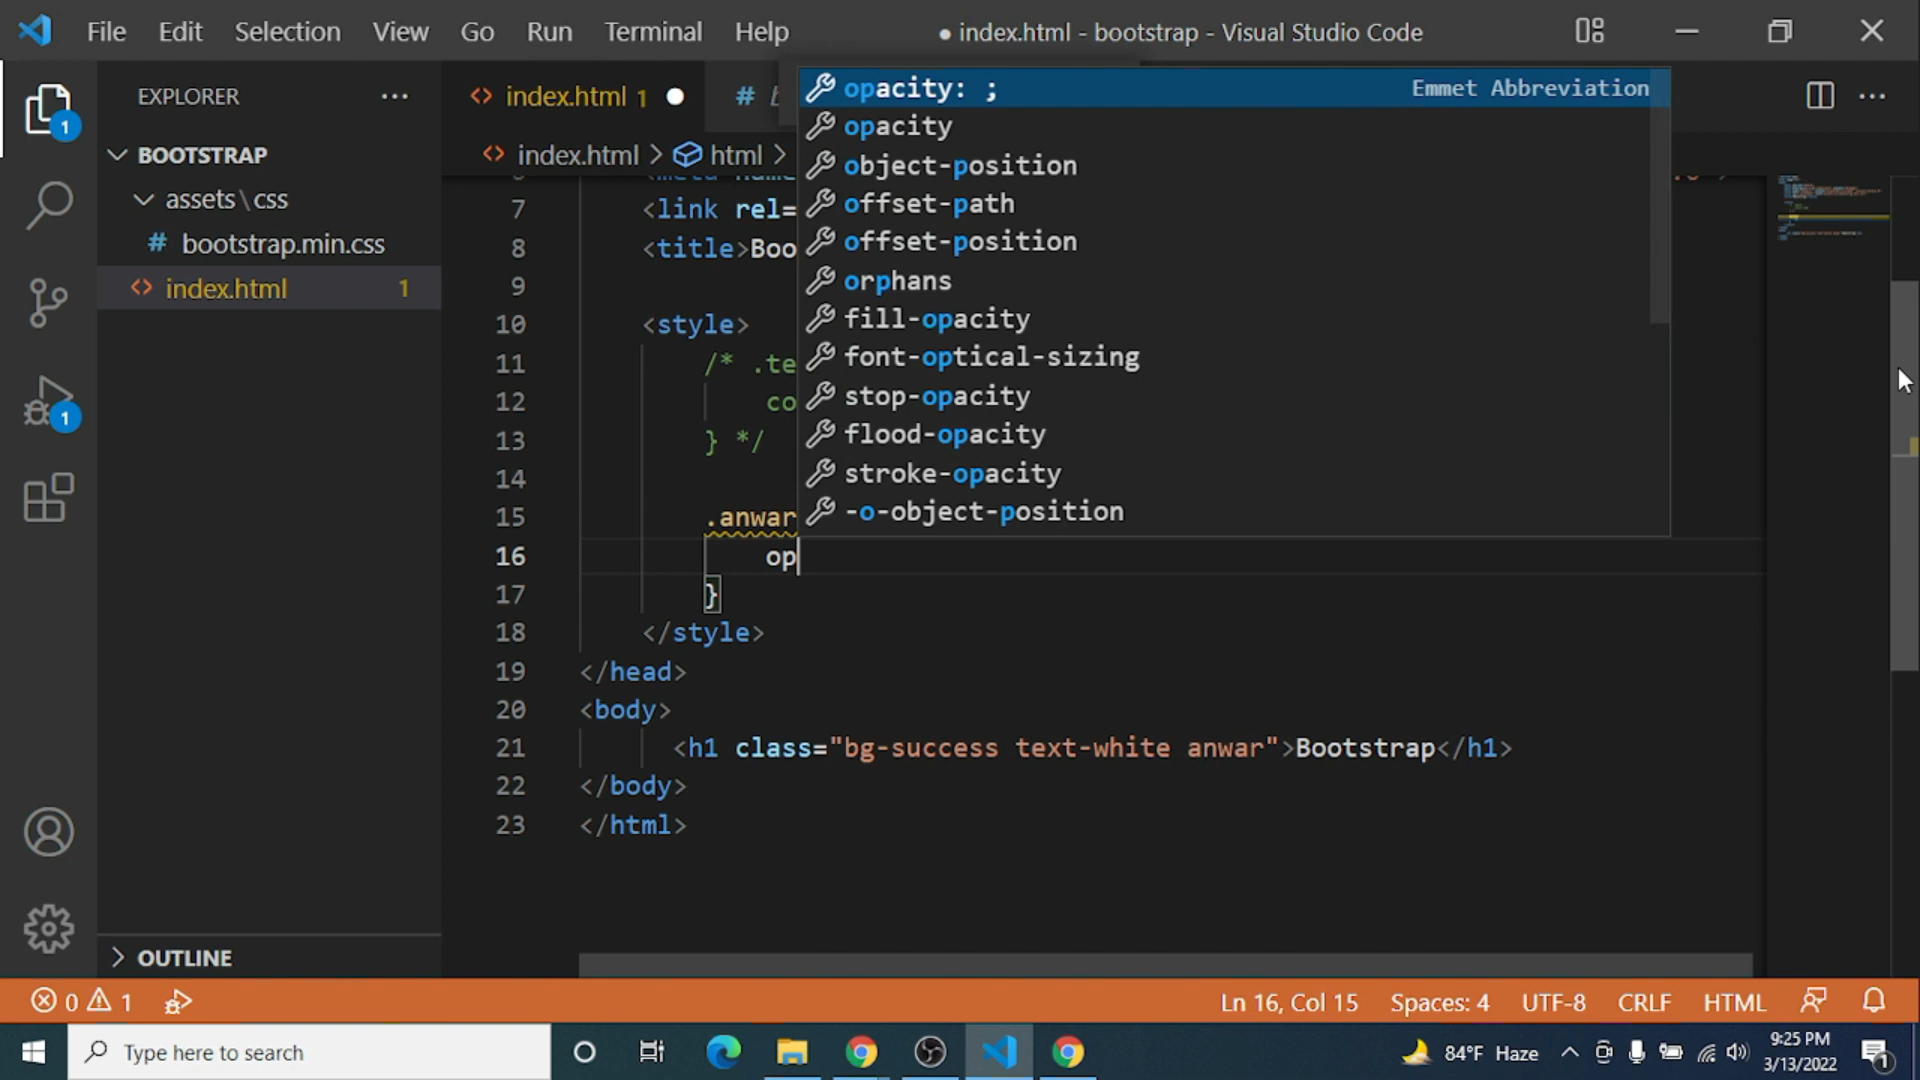 File Edit Selection View Go Run Terminal Help ● index.html - bootstrap - Visual Studio Code
EXPLORER ...
<> index.html 1 ● # ...
BOOTSTRAP
assets\css
# bootstrap.min.css
<> index.html 1
<> index.html > html >
7 <link rel=
8 <title>Boo
9
10 <style>
11 /* .te
12 co
13 } */
14
15 .anwar
16 op
17 }
18 </style>
19 </head>
20 <body>
21 <h1 class="bg-success text-white anwar">Bootstrap</h1>
22 </body>
23 </html>
opacity: ; Emmet Abbreviation
opacity
object-position
offset-path
offset-position
orphans
fill-opacity
font-optical-sizing
stop-opacity
flood-opacity
stroke-opacity
-o-object-position
1
1
OUTLINE
0 1 Ln 16, Col 15 Spaces: 4 UTF-8 CRLF HTML
Type here to search 84°F Haze 9:25 PM
3/13/2022 1